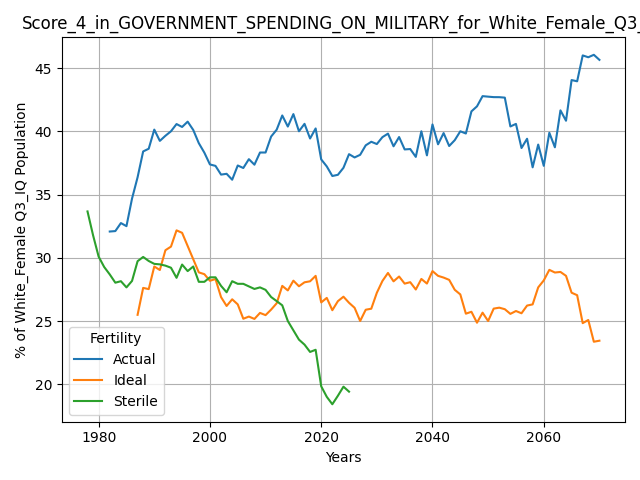 Score_4_in_GOVERNMENT_SPENDING_ON_MILITARY_for_White_Female_Q3_
% of White_Female Q3_IQ Population
45
40
35
30
25
20
Fertility
Actual
Ideal
Sterile
1980
2000
2020
2040
2060
Years